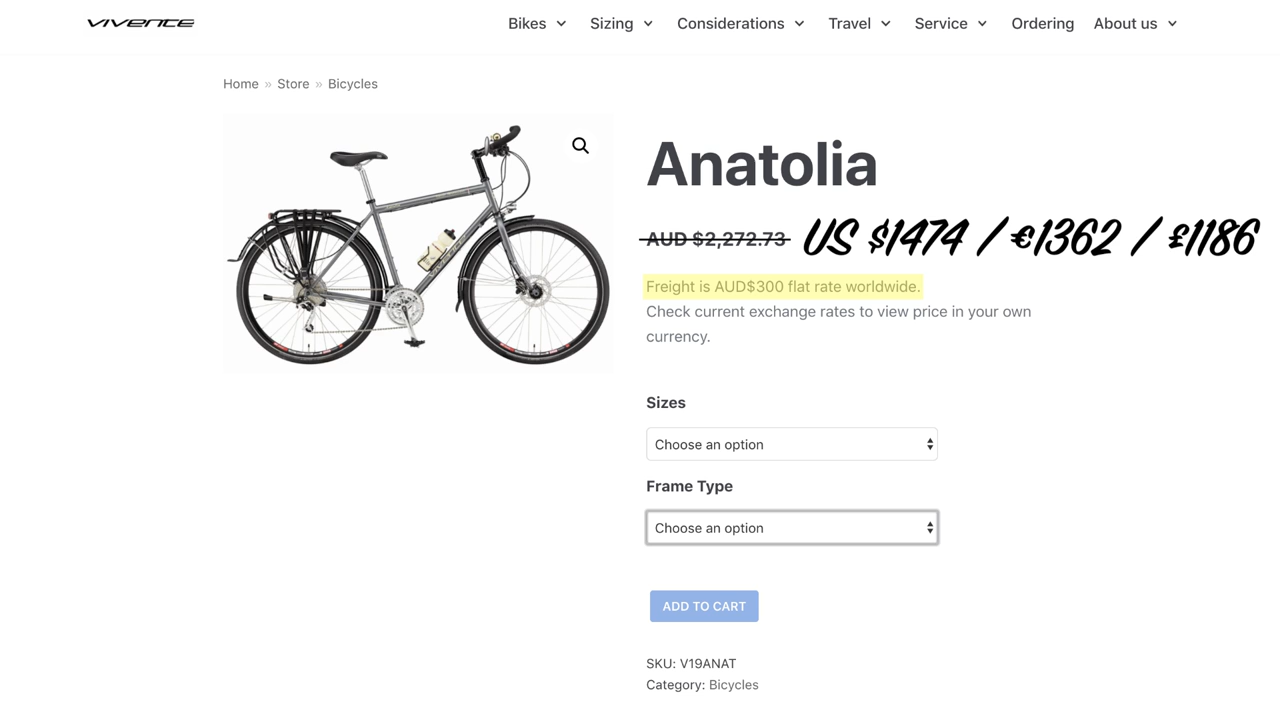 VIVENTE
Bikes Sizing Considerations Travel Service Ordering About us
Home » Store » Bicycles
Anatolia
AUD $2,272.73 US $1474 / €1362 / £1186
Freight is AUD$300 flat rate worldwide.
Check current exchange rates to view price in your own
currency.
Sizes
Choose an option
Frame Type
Choose an option
ADD TO CART
SKU: V19ANAT
Category: Bicycles